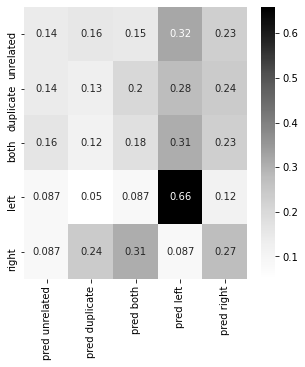 unrelated 0.14 0.16 0.15 0.32 0.23
duplicate 0.14 0.13 0.2 0.28 0.24
both 0.16 0.12 0.18 0.31 0.23
left 0.087 0.05 0.087 0.66 0.12
right 0.087 0.24 0.31 0.087 0.27
pred unrelated
pred duplicate
pred both
pred left
pred right
0.6
0.5
0.4
0.3
0.2
0.1